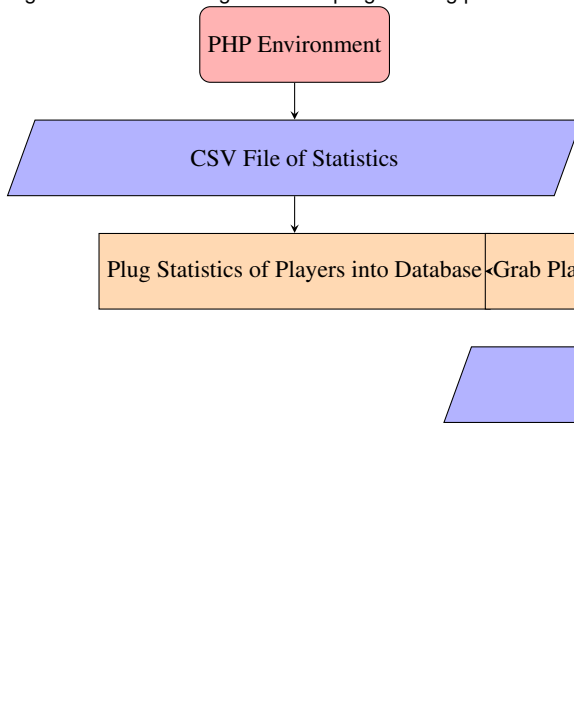 PHP Environment
CSV File of Statistics
Plug Statistics of Players into Database
Grab Pla